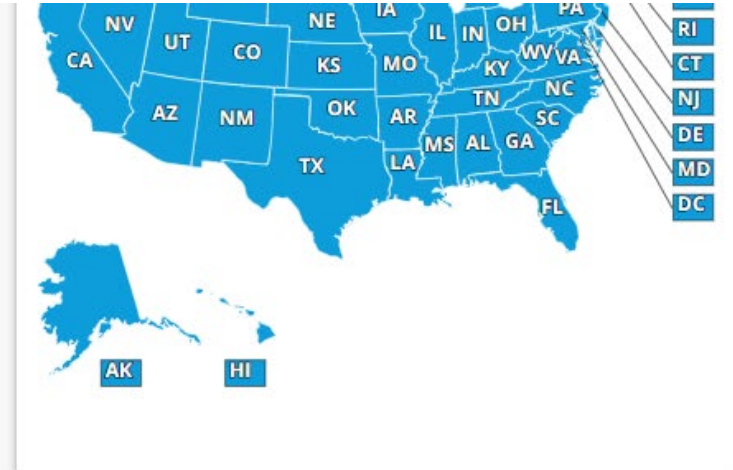 IA
PA
NV
NE
OH
RI
IL
IN
UT
CO
WV
VA
CA
KS
MO
KY
CT
NC
TN
NJ
AZ
NM
OK
AR
SC
DE
MS
AL
GA
TX
LA
MD
FL
DC
AK
HI